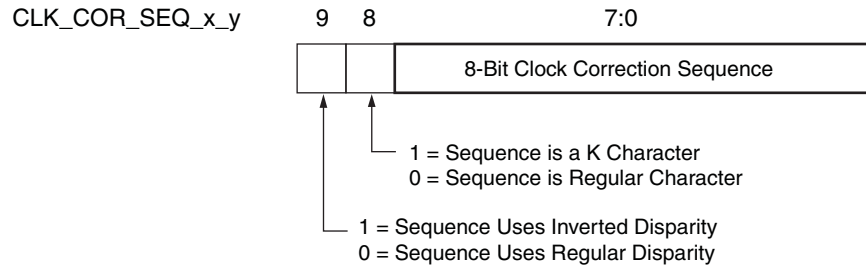 CLK_COR_SEQ_x_y 9 8 7:0
8-Bit Clock Correction Sequence
1 = Sequence is a K Character
0 = Sequence is Regular Character
1 = Sequence Uses Inverted Disparity
0 = Sequence Uses Regular Disparity